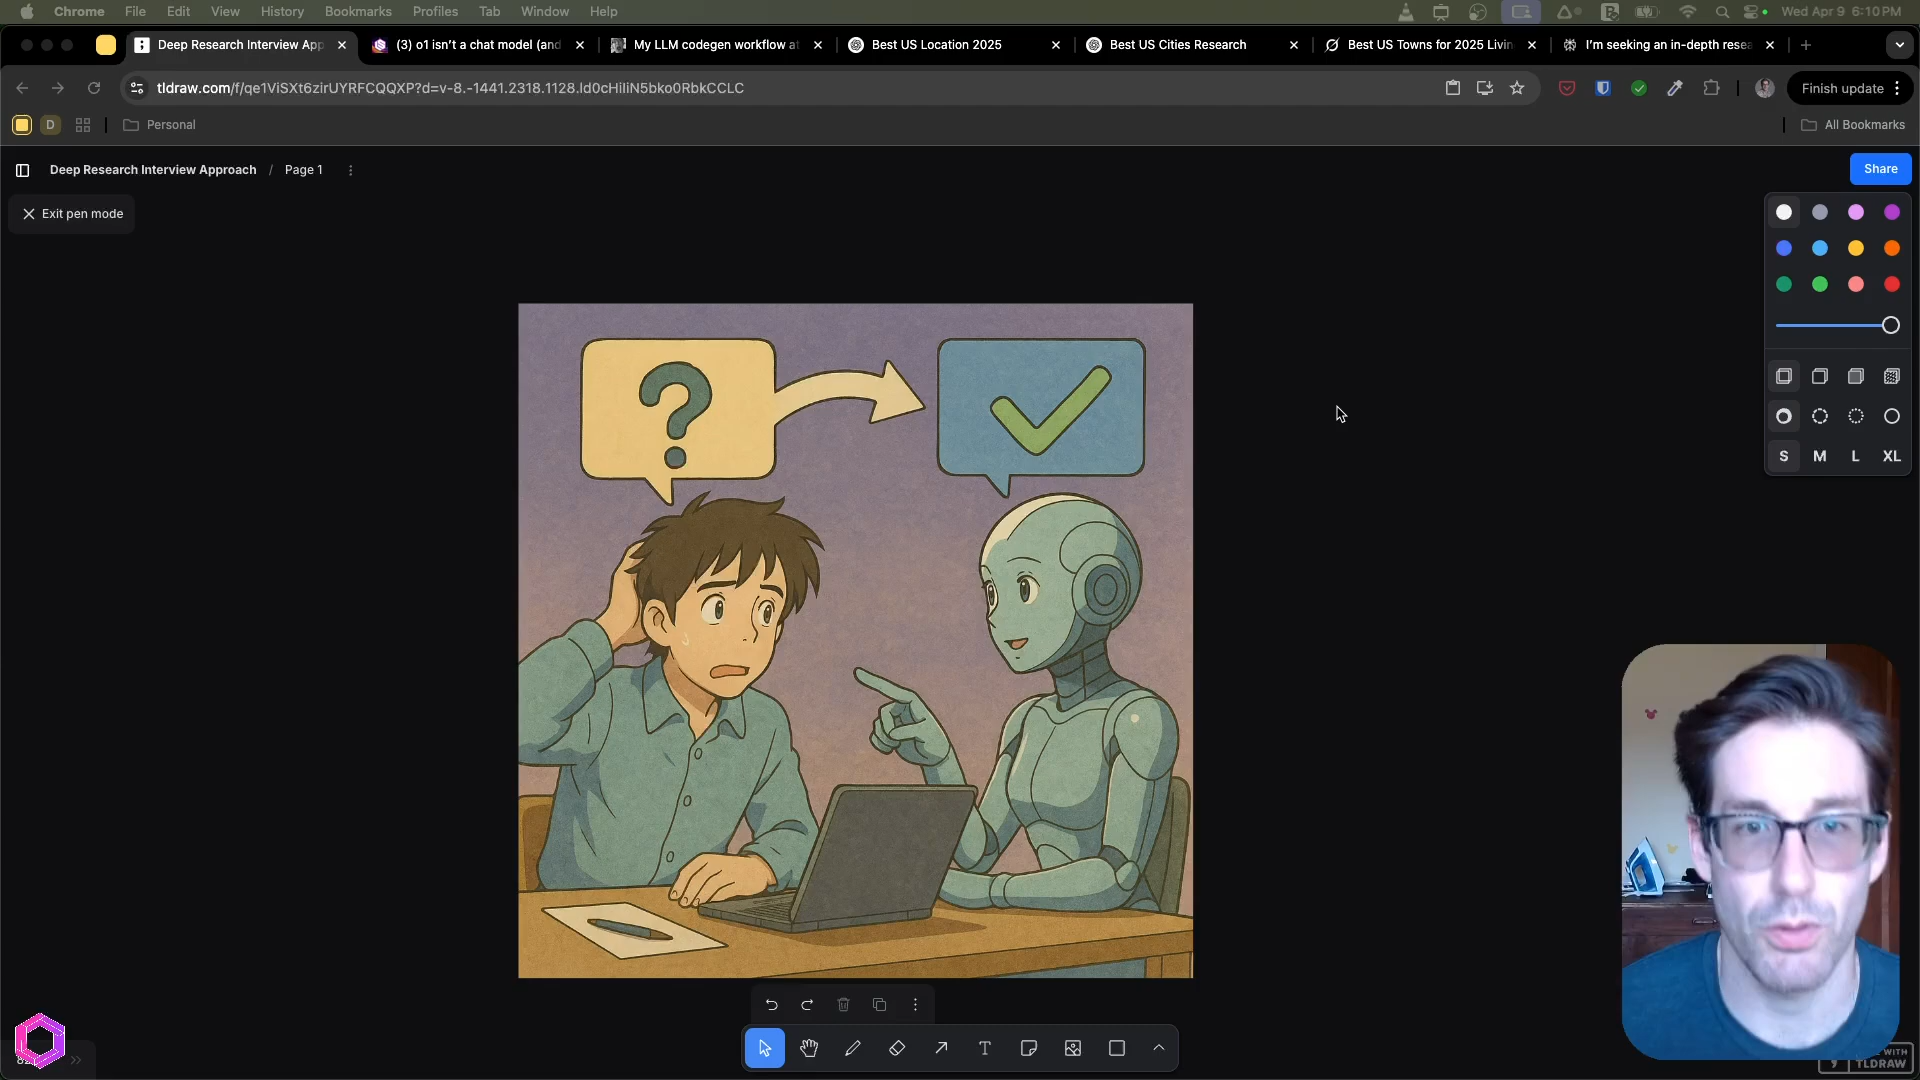 Chrome File Edit View History Bookmarks Profiles Tab Window Help
Wed Apr 9 6:10 PM
Deep Research Interview App
(3) o1 isn't a chat model (and
My LLM codegen workflow at
Best US Location 2025
Best US Cities Research
Best US Towns for 2025 Livin
I'm seeking an in-depth resea
tldraw.com/f/qe1ViSXt6zirUYRFCQQXP?d=v-8.-1441.2318.1128.ld0cHiIiN5bko0RbkCCLC
Finish update
D
Personal
All Bookmarks
Deep Research Interview Approach / Page 1
Share
Exit pen mode
?
S M L XL
T
WITH
TLDRAW